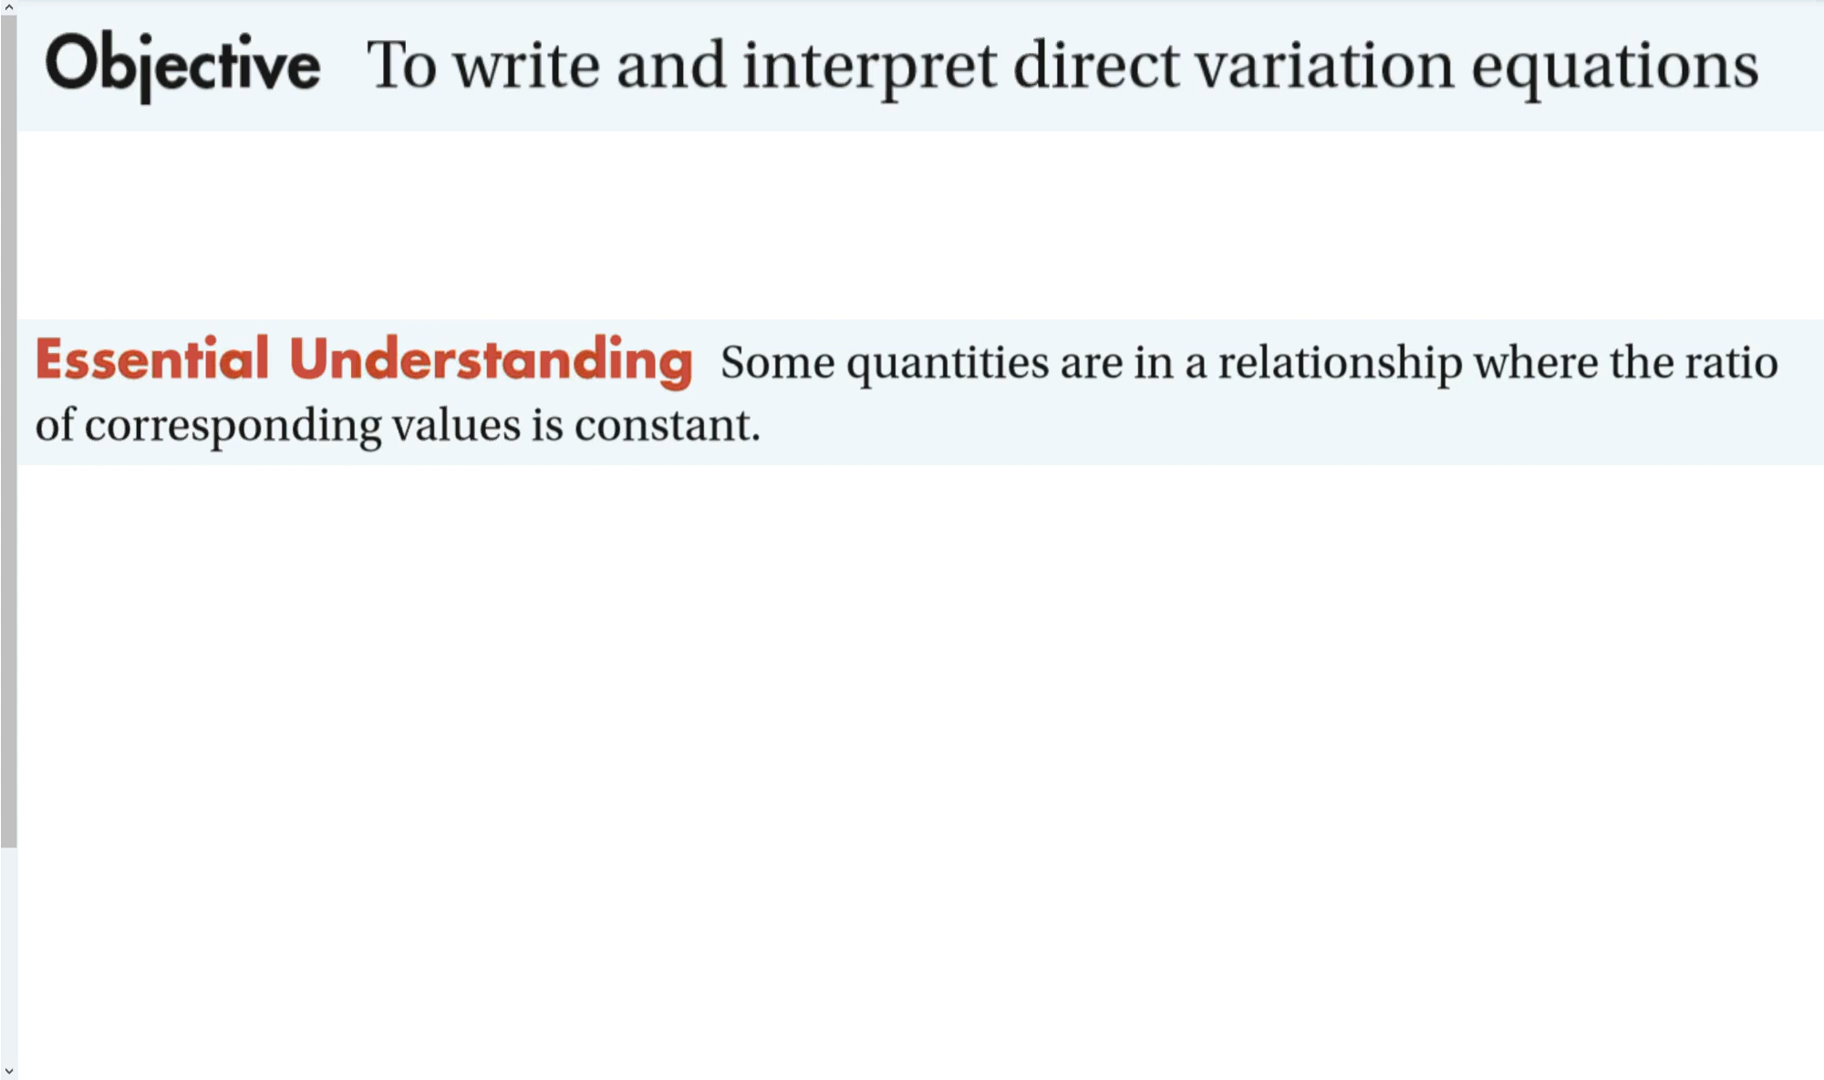 Objective To write and interpret direct variation equations
Essential Understanding Some quantities are in a relationship where the ratio
of corresponding values is constant.